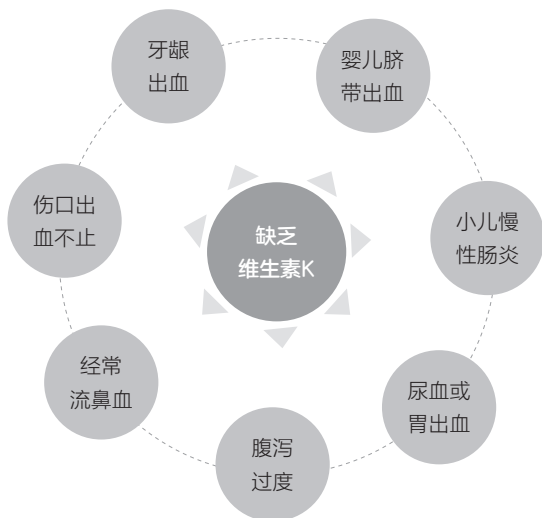 牙龈
出血
婴儿脐
带出血
伤口出
血不止
缺乏
维生素K
小儿慢
性肠炎
经常
流鼻血
尿血或
胃出血
腹泻
过度